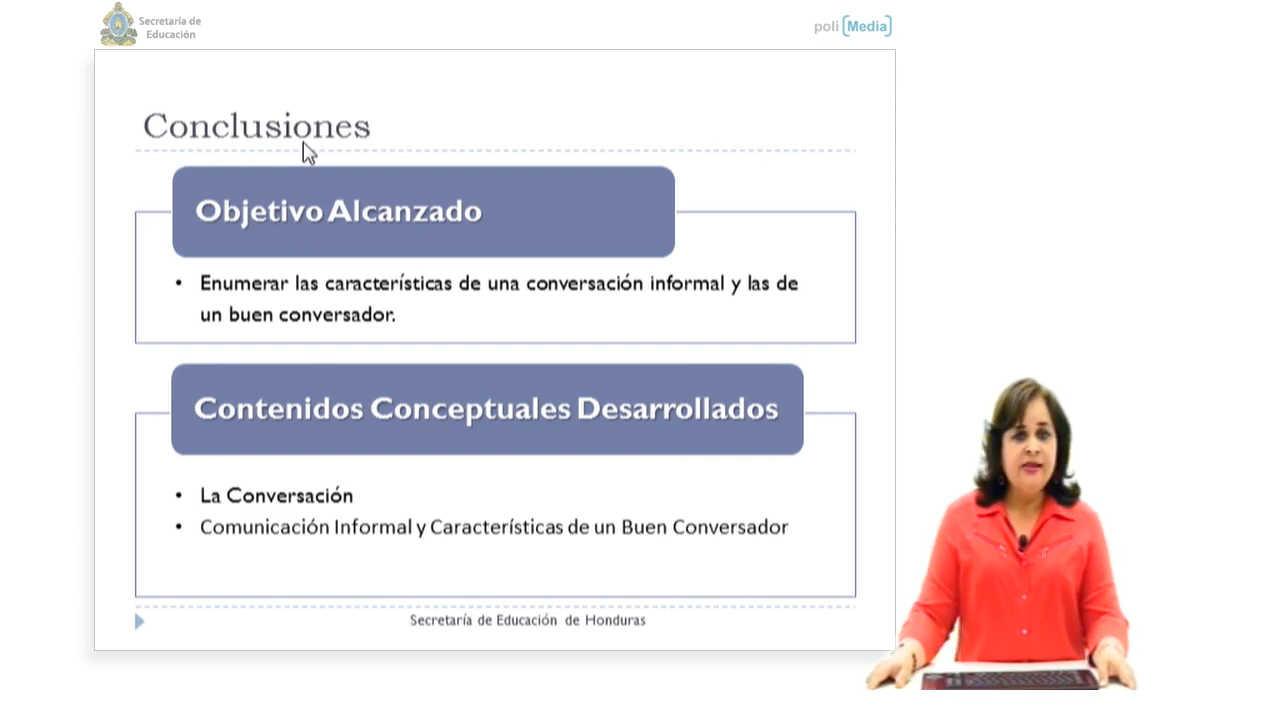 Secretaría de
Educación
poli [Media]
Conclusiones
Objetivo Alcanzado
• Enumerar las características de una conversación informal y las de
un buen conversador.
Contenidos Conceptuales Desarrollados
• La Conversación
• Comunicación Informal y Características de un Buen Conversador
Secretaría de Educación de Honduras